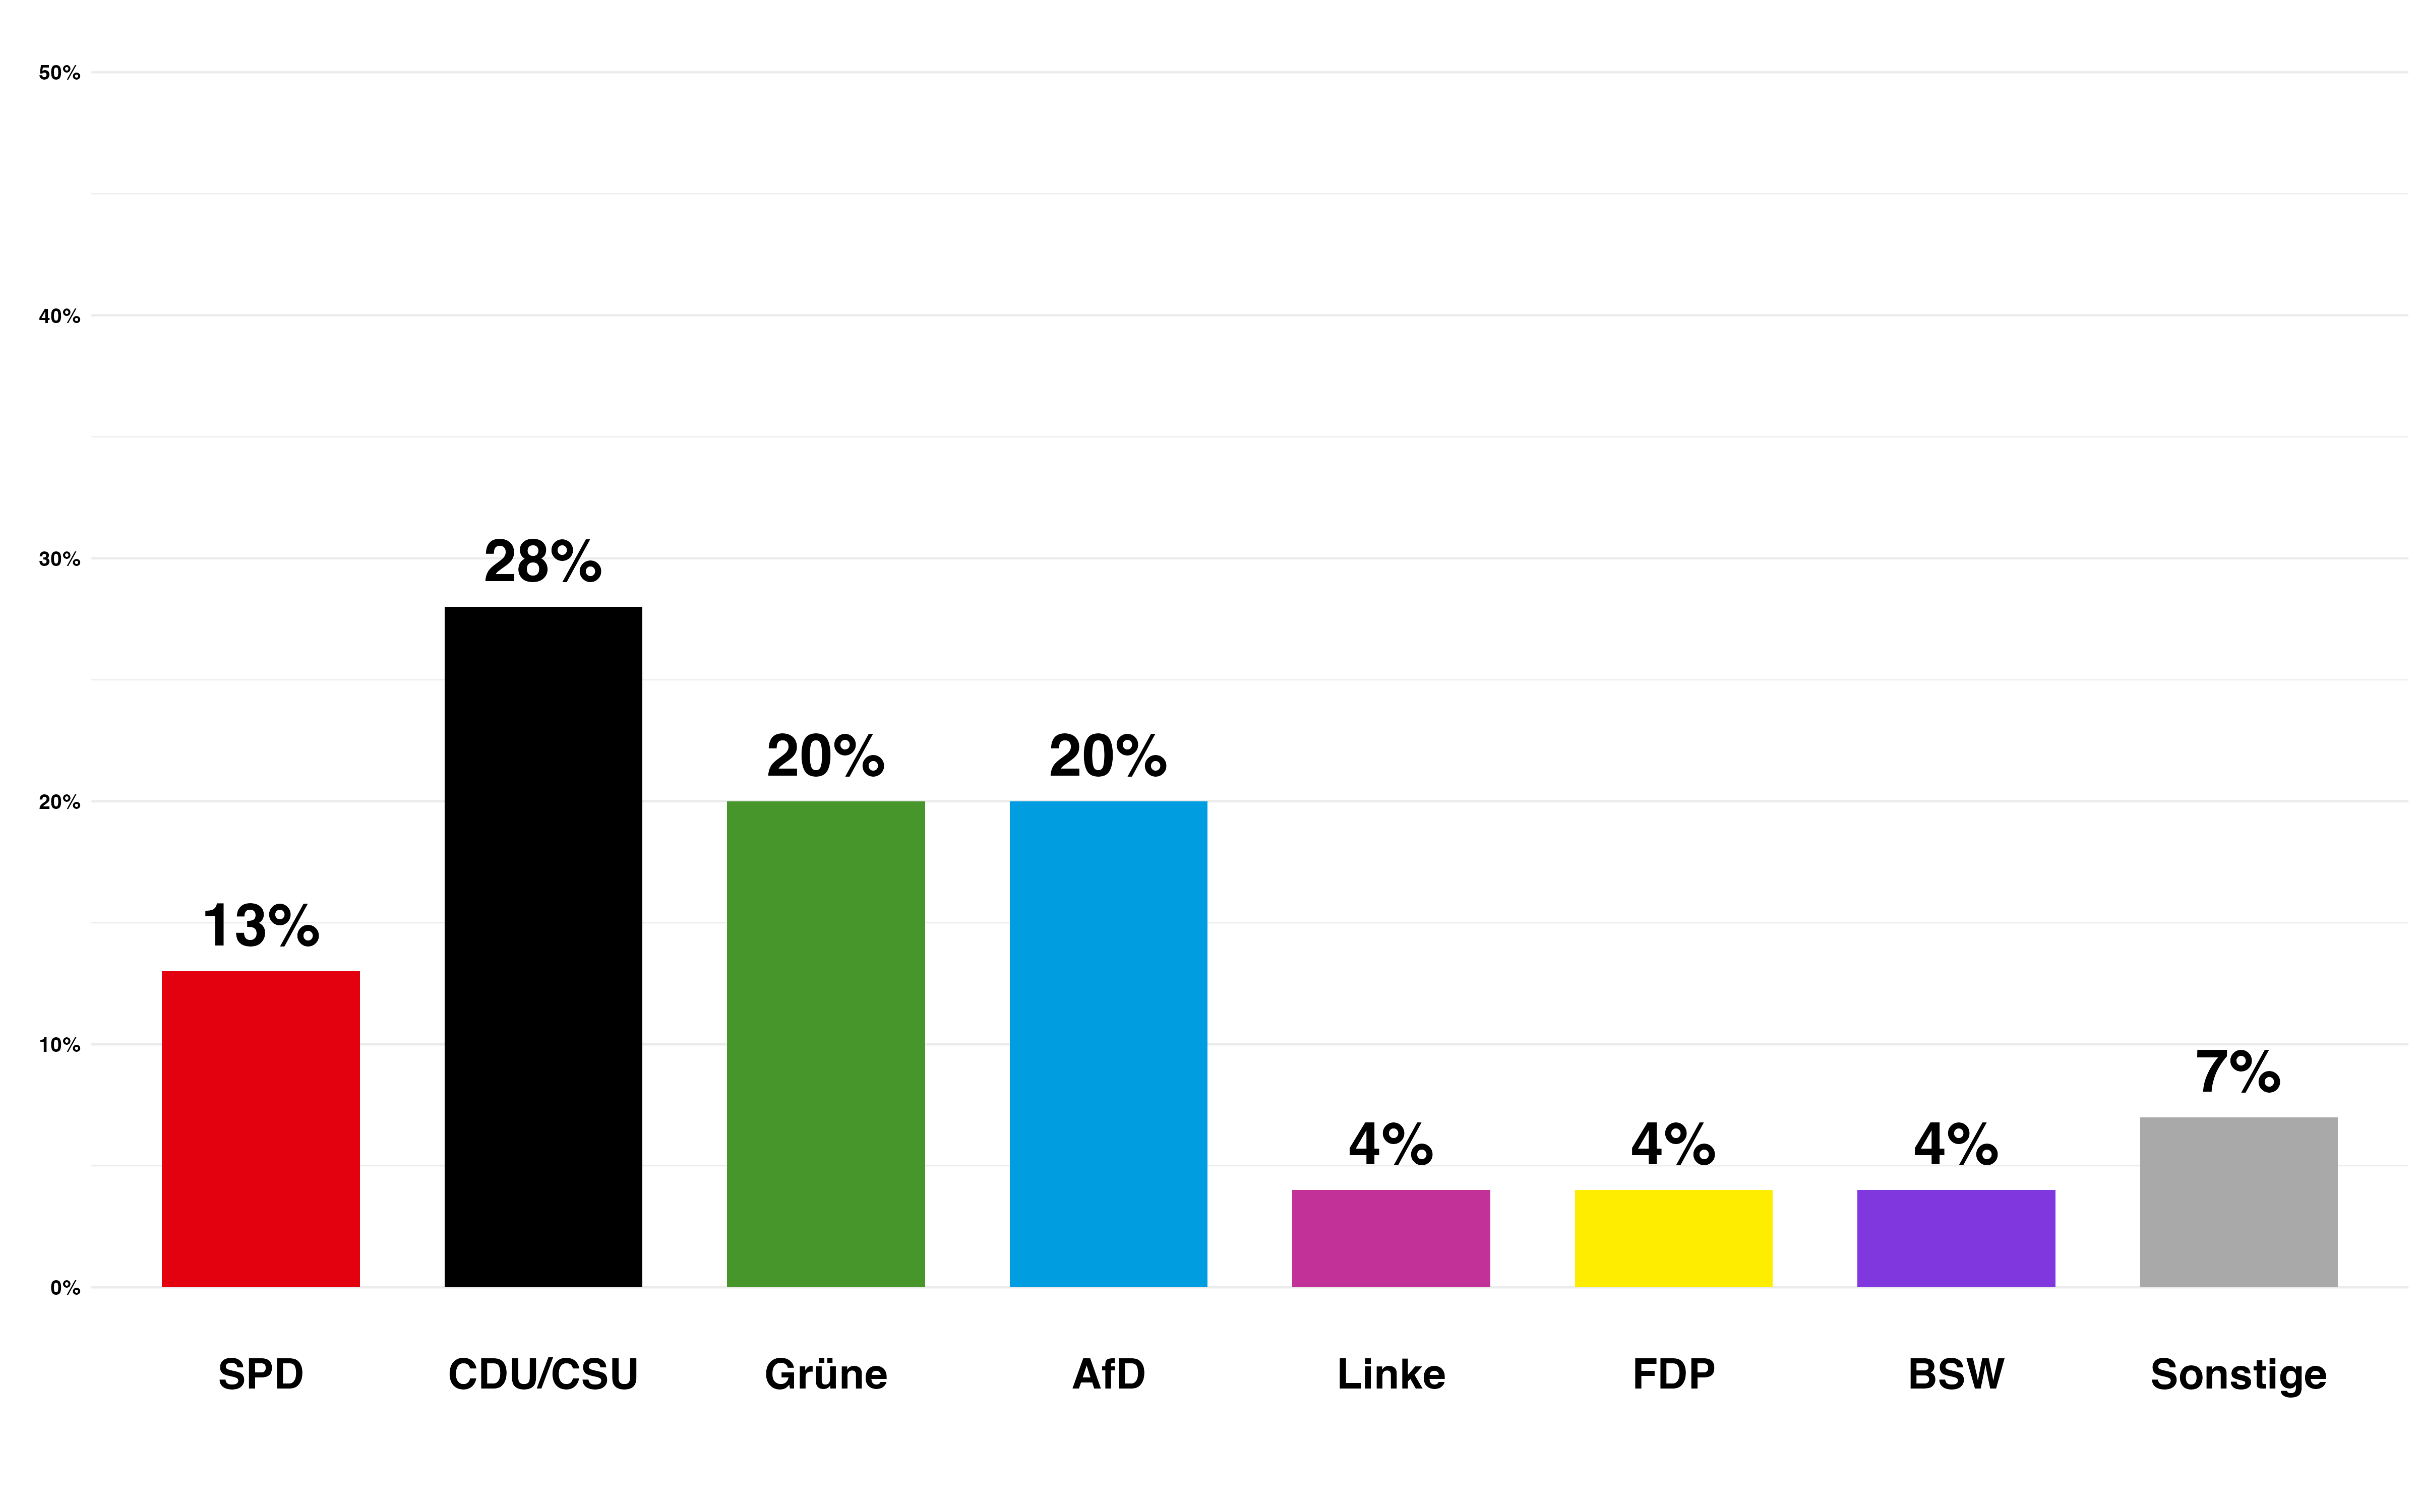 50%
40%
30%
20%
10%
0%
13%
28%
20%
20%
4%
4%
4%
7%
SPD
CDU/CSU
Grüne
AfD
Linke
FDP
BSW
Sonstige